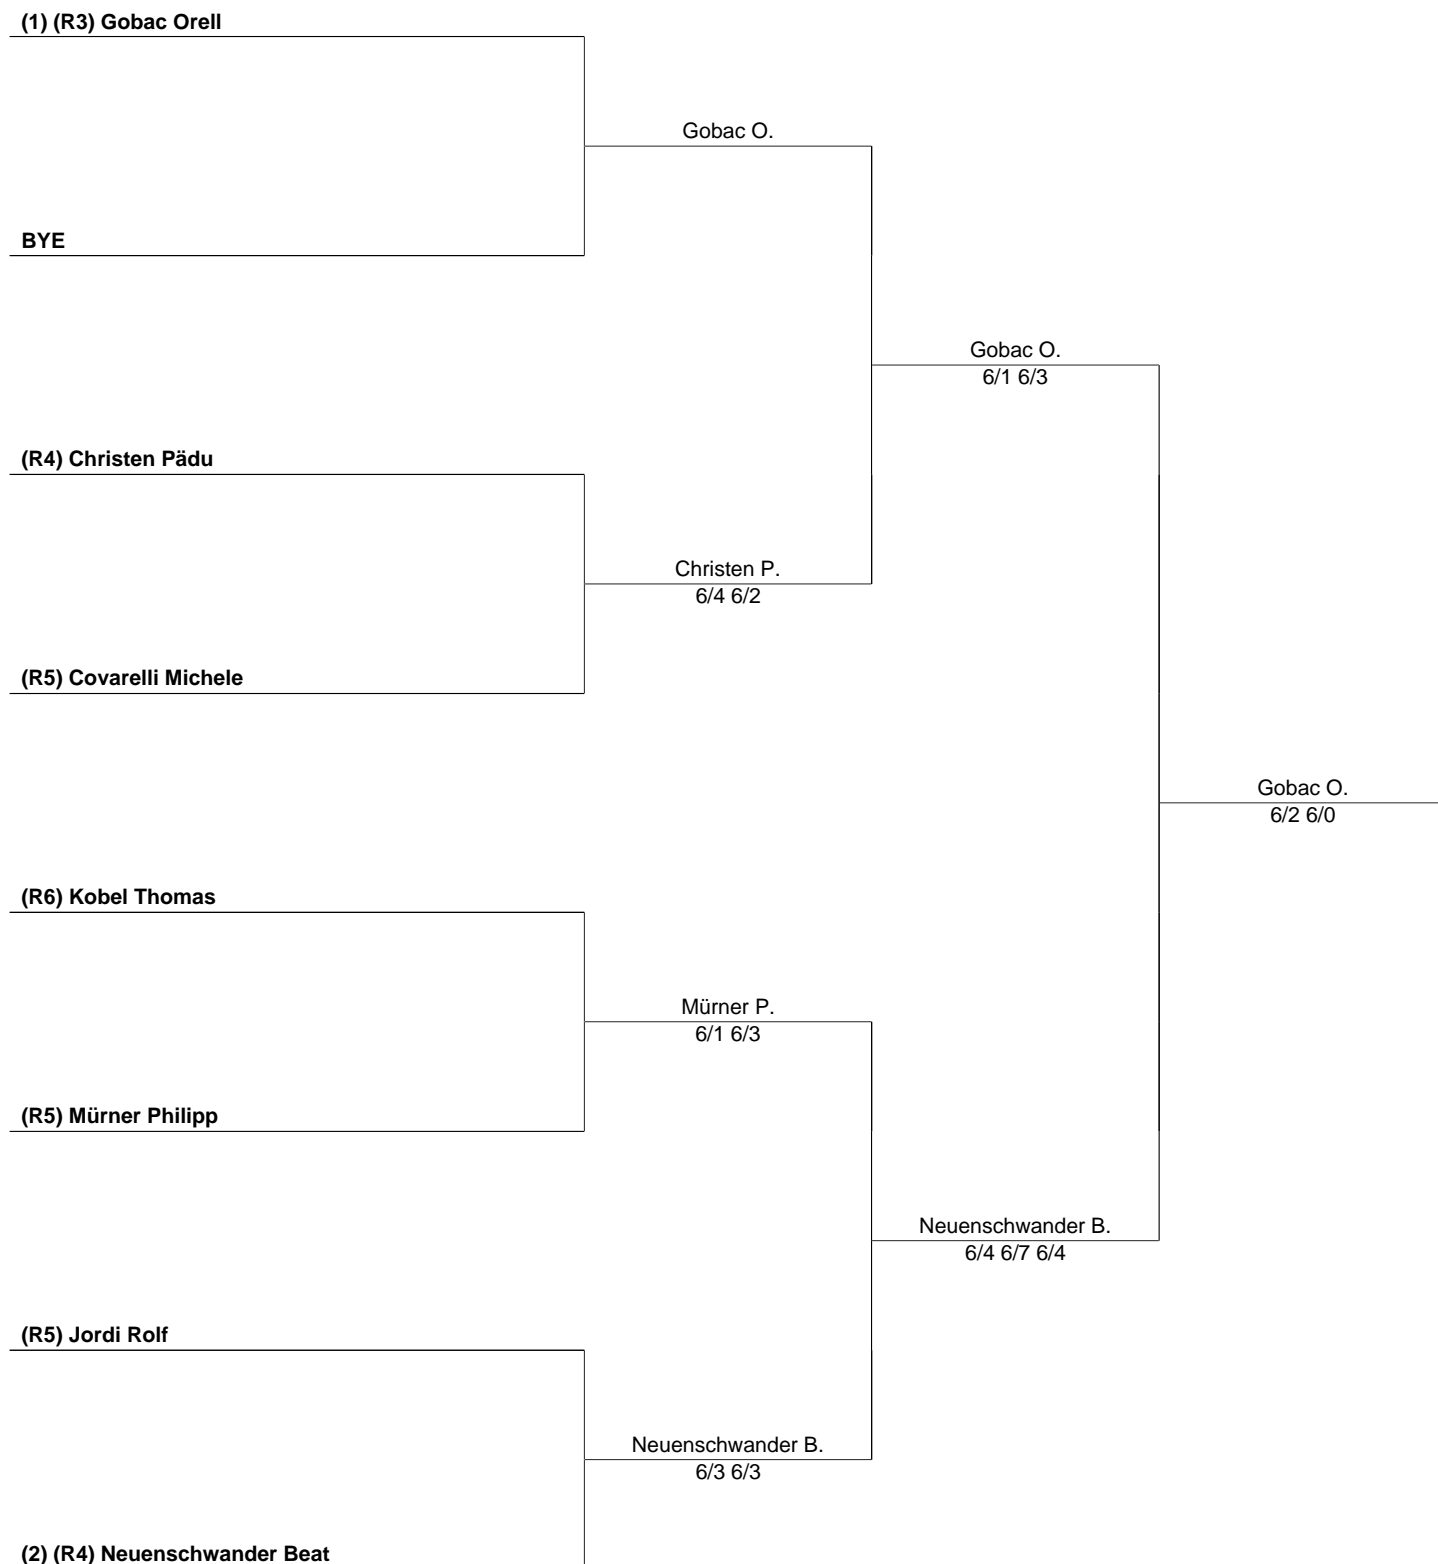 (1) (R3) Gobac Orell
Gobac O.
BYE
Gobac O.
6/1 6/3
(R4) Christen Pädu
Christen P.
6/4 6/2
(R5) Covarelli Michele
Gobac O.
6/2 6/0
(R6) Kobel Thomas
Mürner P.
6/1 6/3
(R5) Mürner Philipp
Neuenschwander B.
6/4 6/7 6/4
(R5) Jordi Rolf
Neuenschwander B.
6/3 6/3
(2) (R4) Neuenschwander Beat